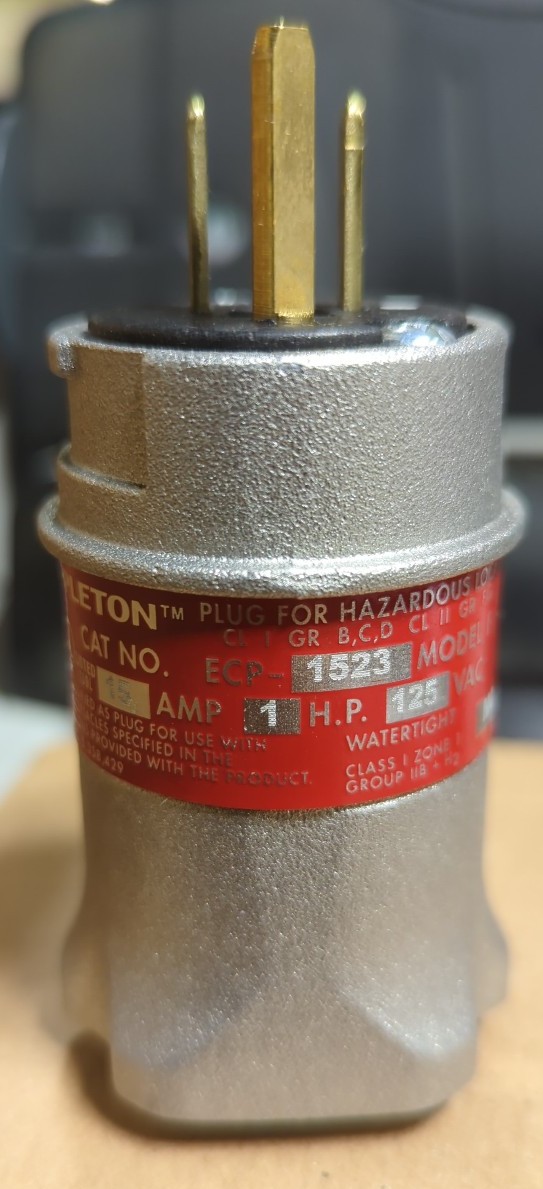 LETON™ PLUG FOR HAZARDOUS
CL I GR B,C,D CL II GR
CAT NO. ECP- 1523 MODEL
15 AMP 1 H.P. 125 VAC
AS PLUG FOR USE WITH
SPECIFIED IN THE
PROVIDED WITH THE PRODUCT.
429
WATERTIGHT
CLASS I ZONE 1
GROUP IIB + H2